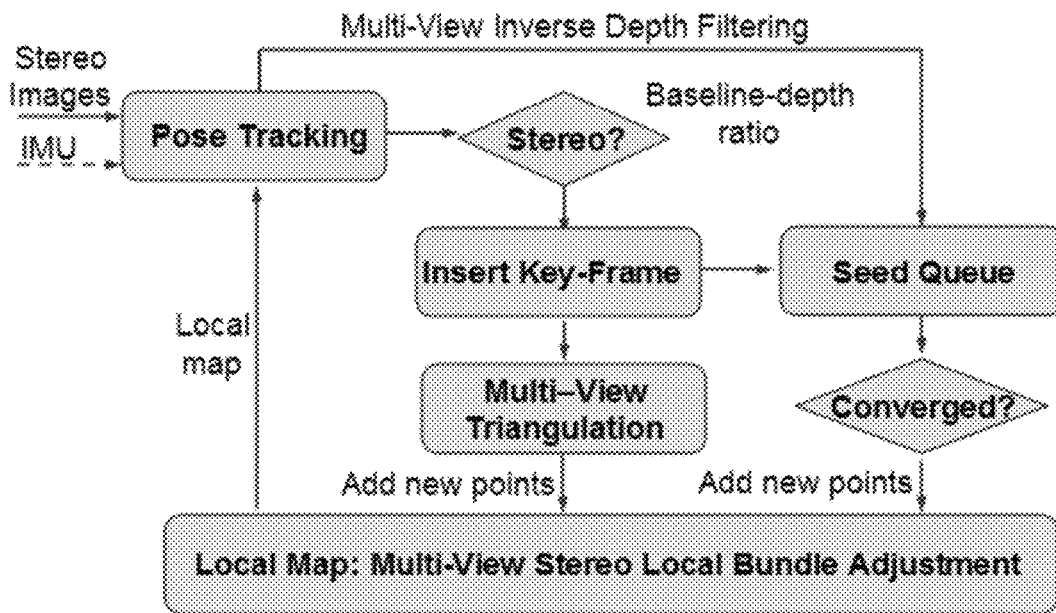 Multi-View Inverse Depth Filtering
Stereo
Images
IMU
Pose Tracking
Stereo?
Baseline-depth
ratio
Insert Key-Frame
Seed Queue
Local
map
Multi–View
Triangulation
Converged?
Add new points
Add new points
Local Map: Multi-View Stereo Local Bundle Adjustment